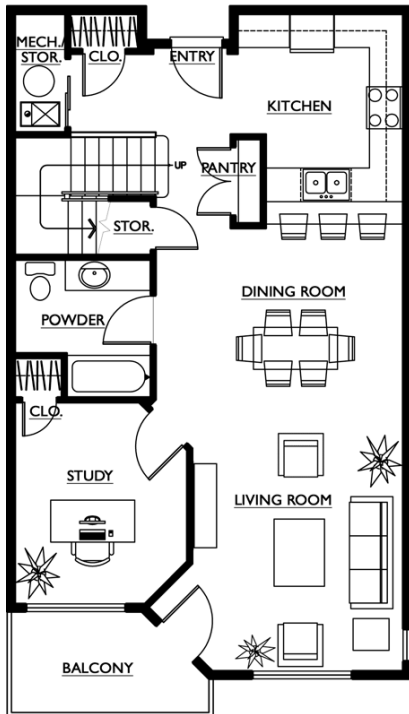 MECH./
STOR.
CLO.
ENTRY
KITCHEN
UP
PANTRY
STOR.
DINING ROOM
POWDER
CLO.
STUDY
LIVING ROOM
BALCONY